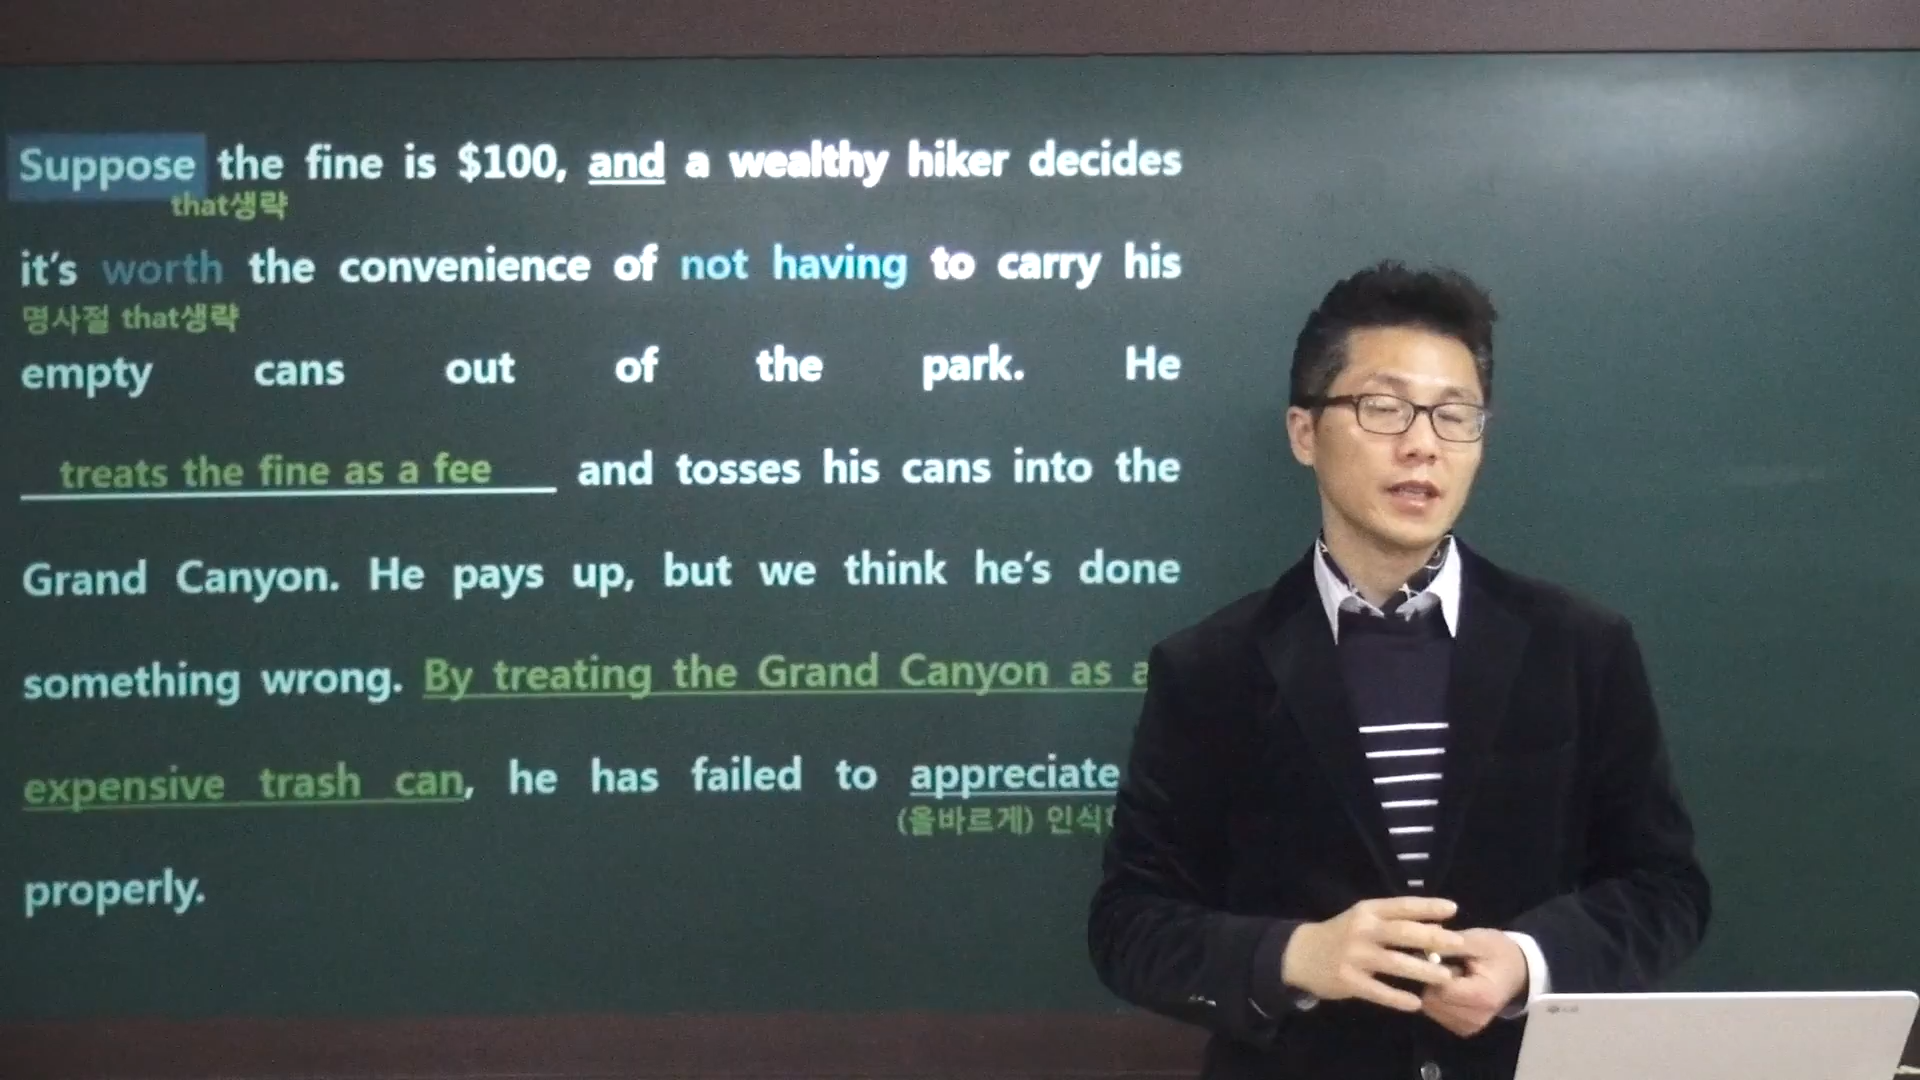 Suppose the fine is $100, and a wealthy hiker decides
that생략
it's worth the convenience of not having to carry his
명사절 that생략
empty cans out of the park. He
treats the fine as a fee and tosses his cans into the
Grand Canyon. He pays up, but we think he's done
something wrong. By treating the Grand Canyon as
expensive trash can, he has failed to appreciate
(올바르게)
properly.